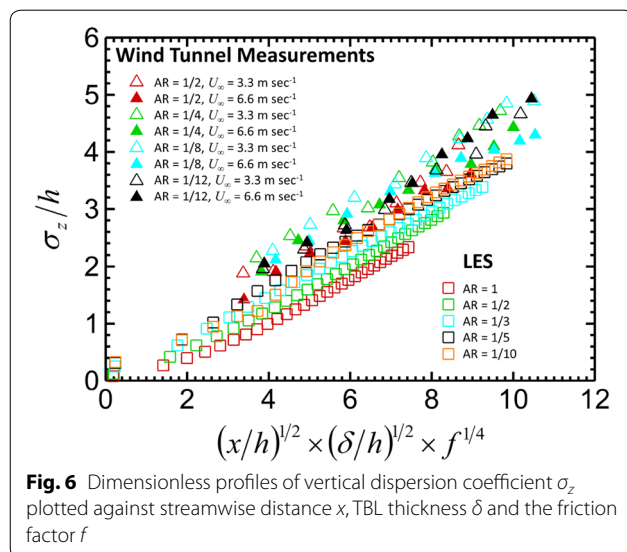 6
5
4
3
2
1
0
σz/h
Wind Tunnel Measurements
AR = 1/2, U∞ = 3.3 m sec⁻¹
AR = 1/2, U∞ = 6.6 m sec⁻¹
AR = 1/4, U∞ = 3.3 m sec⁻¹
AR = 1/4, U∞ = 6.6 m sec⁻¹
AR = 1/8, U∞ = 3.3 m sec⁻¹
AR = 1/8, U∞ = 6.6 m sec⁻¹
AR = 1/12, U∞ = 3.3 m sec⁻¹
AR = 1/12, U∞ = 6.6 m sec⁻¹
LES
AR = 1
AR = 1/2
AR = 1/3
AR = 1/5
AR = 1/10
0 2 4 6 8 10 12
(x/h)^1/2 × (δ/h)^1/2 × f^1/4
Fig. 6 Dimensionless profiles of vertical dispersion coefficient σz
plotted against streamwise distance x, TBL thickness δ and the friction
factor f